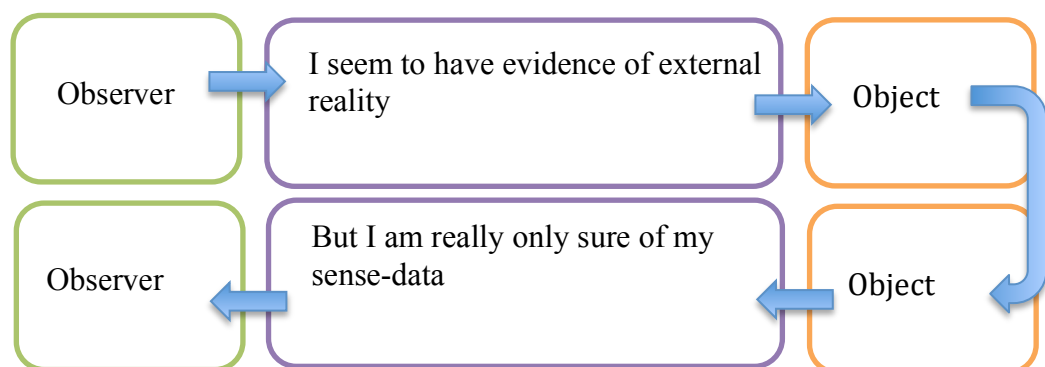 Observer
I seem to have evidence of external
reality
Object
Observer
But I am really only sure of my
sense-data
Object